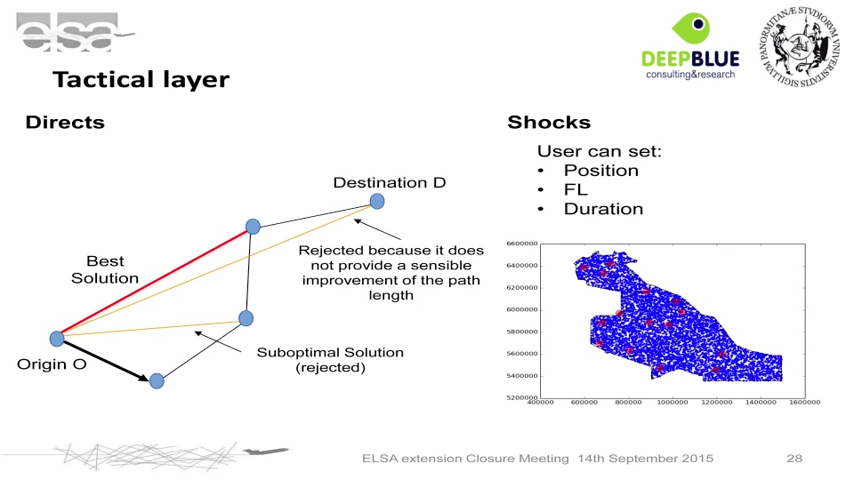 elsa
DEEPBLUE
consulting&research
Tactical layer
Directs
Destination D
Best
Solution
Rejected because it does
not provide a sensible
improvement of the path
length
Suboptimal Solution
(rejected)
Origin O
Shocks
User can set:
• Position
• FL
• Duration
6600000
6400000
6200000
6000000
5800000
5600000
5400000
5200000
400000 600000 800000 1000000 1200000 1400000 1600000
ELSA extension Closure Meeting 14th September 2015 28